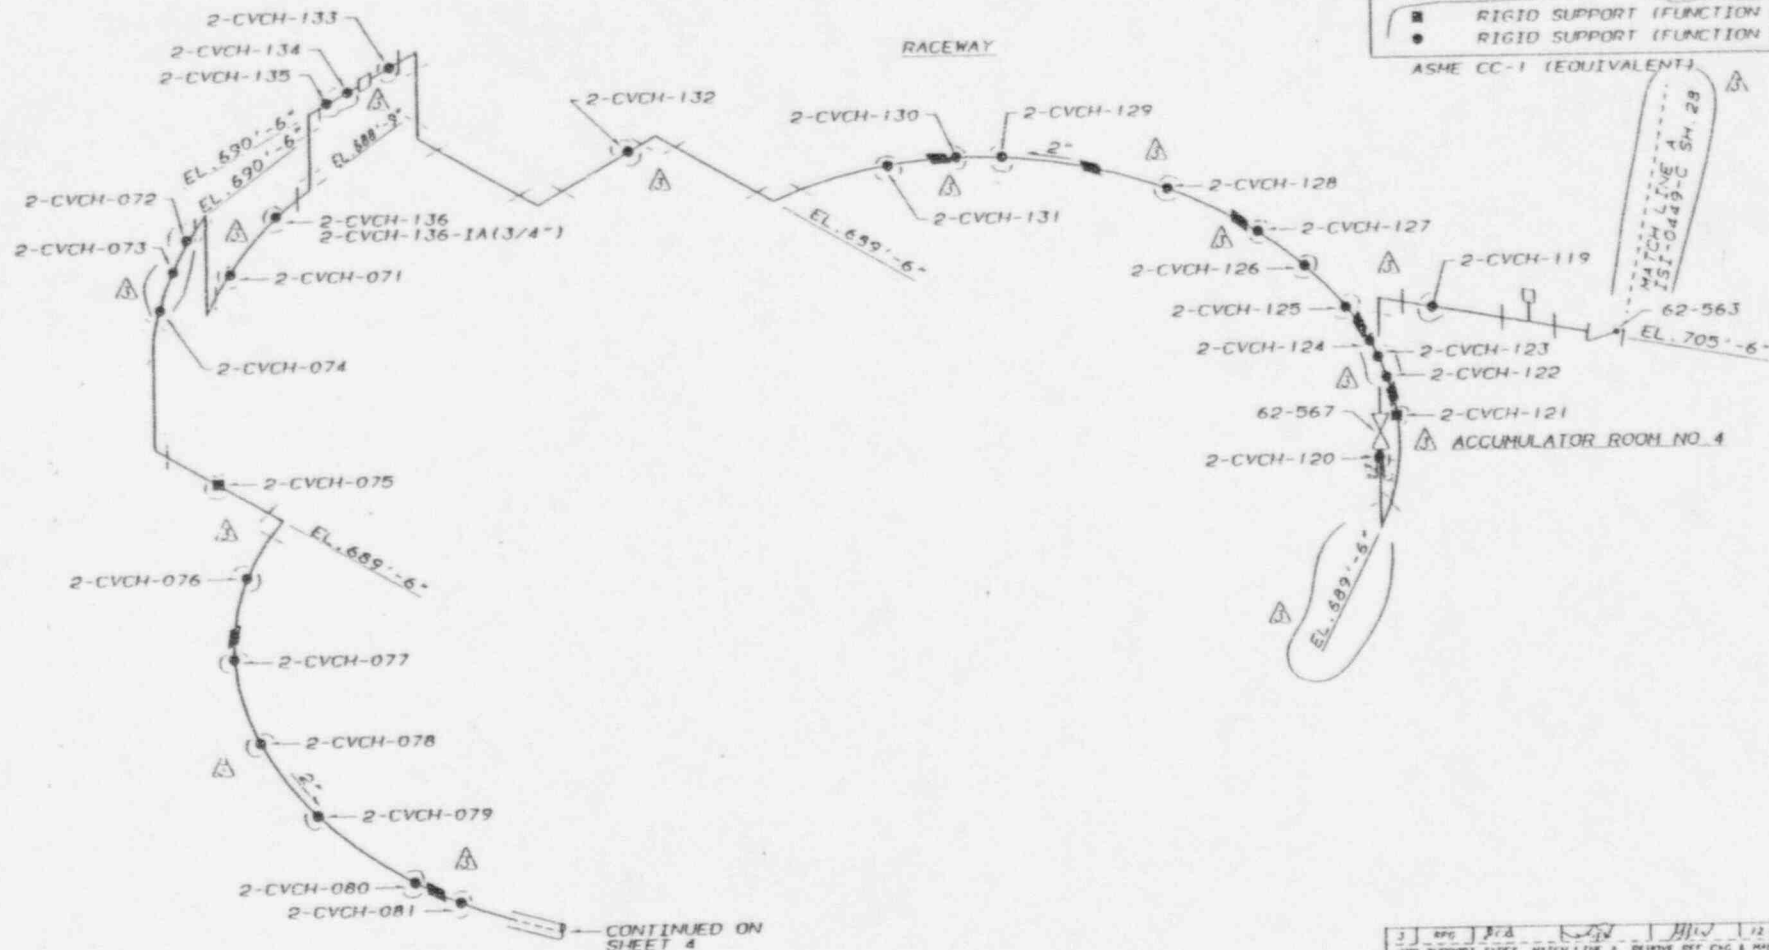 RIGID SUPPORT (FUNCTION
RIGID SUPPORT (FUNCTION
ASME CC-1 (EQUIVALENT)
RACEWAY
2-CVCH-133
2-CVCH-134
2-CVCH-135
EL.690'-6"
EL.690'-6"
EL.688'-9"
2-CVCH-072
2-CVCH-073
2-CVCH-136
2-CVCH-136-IA(3/4")
2-CVCH-071
2-CVCH-074
2-CVCH-132
2-CVCH-130
2-CVCH-129
2"
2-CVCH-131
2-CVCH-128
2-CVCH-127
2-CVCH-126
2-CVCH-125
2-CVCH-124
2-CVCH-119
MATCH LINE A
ISI-0449-C SH.28
62-563
EL.705'-6"
2-CVCH-123
2-CVCH-122
62-567
2-CVCH-121
ACCUMULATOR ROOM NO 4
2-CVCH-120
EL.689'-6"
EL.689'-6"
2-CVCH-075
EL.689'-6"
2-CVCH-076
2-CVCH-077
2-CVCH-078
2"
2-CVCH-079
2-CVCH-080
2-CVCH-081
CONTINUED ON
SHEET 4
3